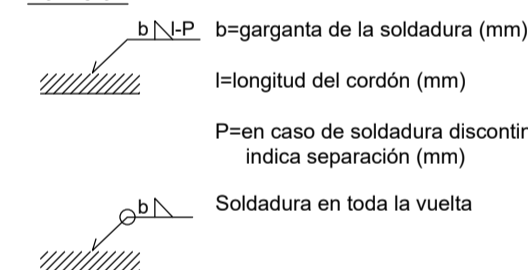 b l-P b=garganta de la soldadura (mm)
l=longitud del cordón (mm)
P=en caso de soldadura
indica separación (mm)
b Soldadura en toda la vuelta